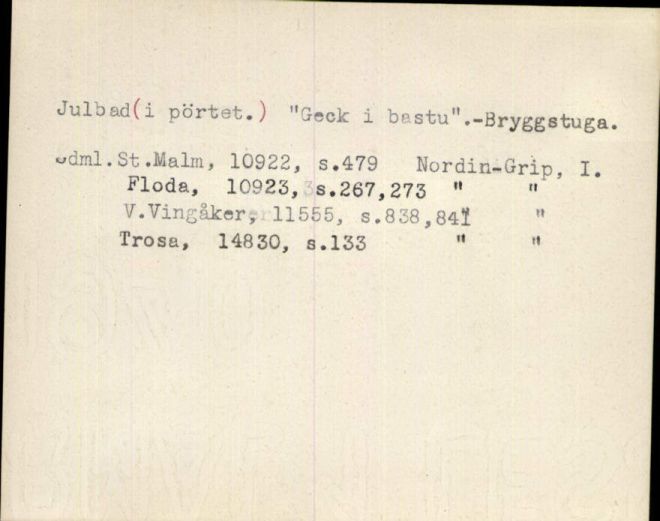 Julbad(i pörtet.) "Geck i bastu".-Bryggstuga.
Sdml.St.Malm, 10922, s.479 Nordin-Grip, I.
Floda, 10923, s.267,273 " "
V.Vingåker, 11555, s.838,841 " "
Trosa, 14830, s.133 " "